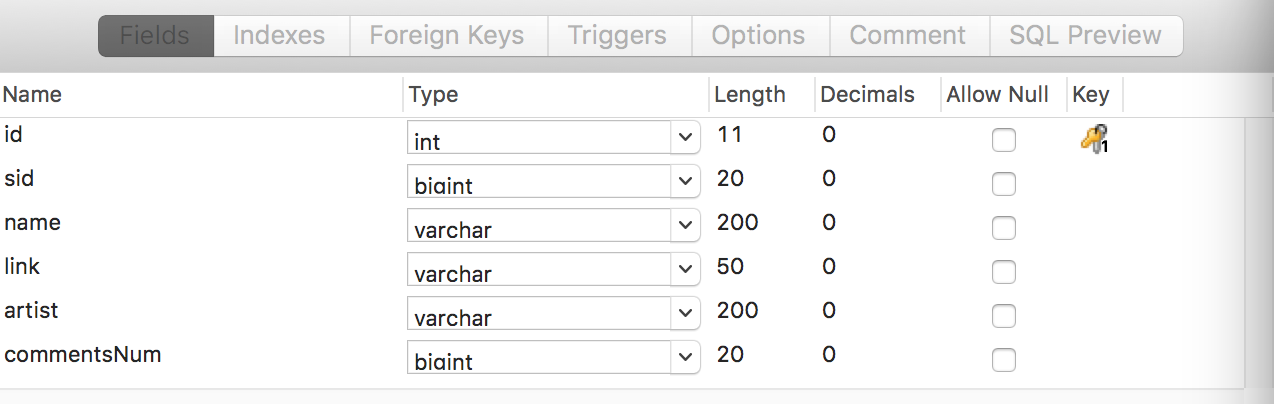 Fields Indexes Foreign Keys Triggers Options Comment SQL Preview
Name Type Length Decimals Allow Null Key
id int 11 0 1
sid bigint 20 0
name varchar 200 0
link varchar 50 0
artist varchar 200 0
commentsNum bigint 20 0